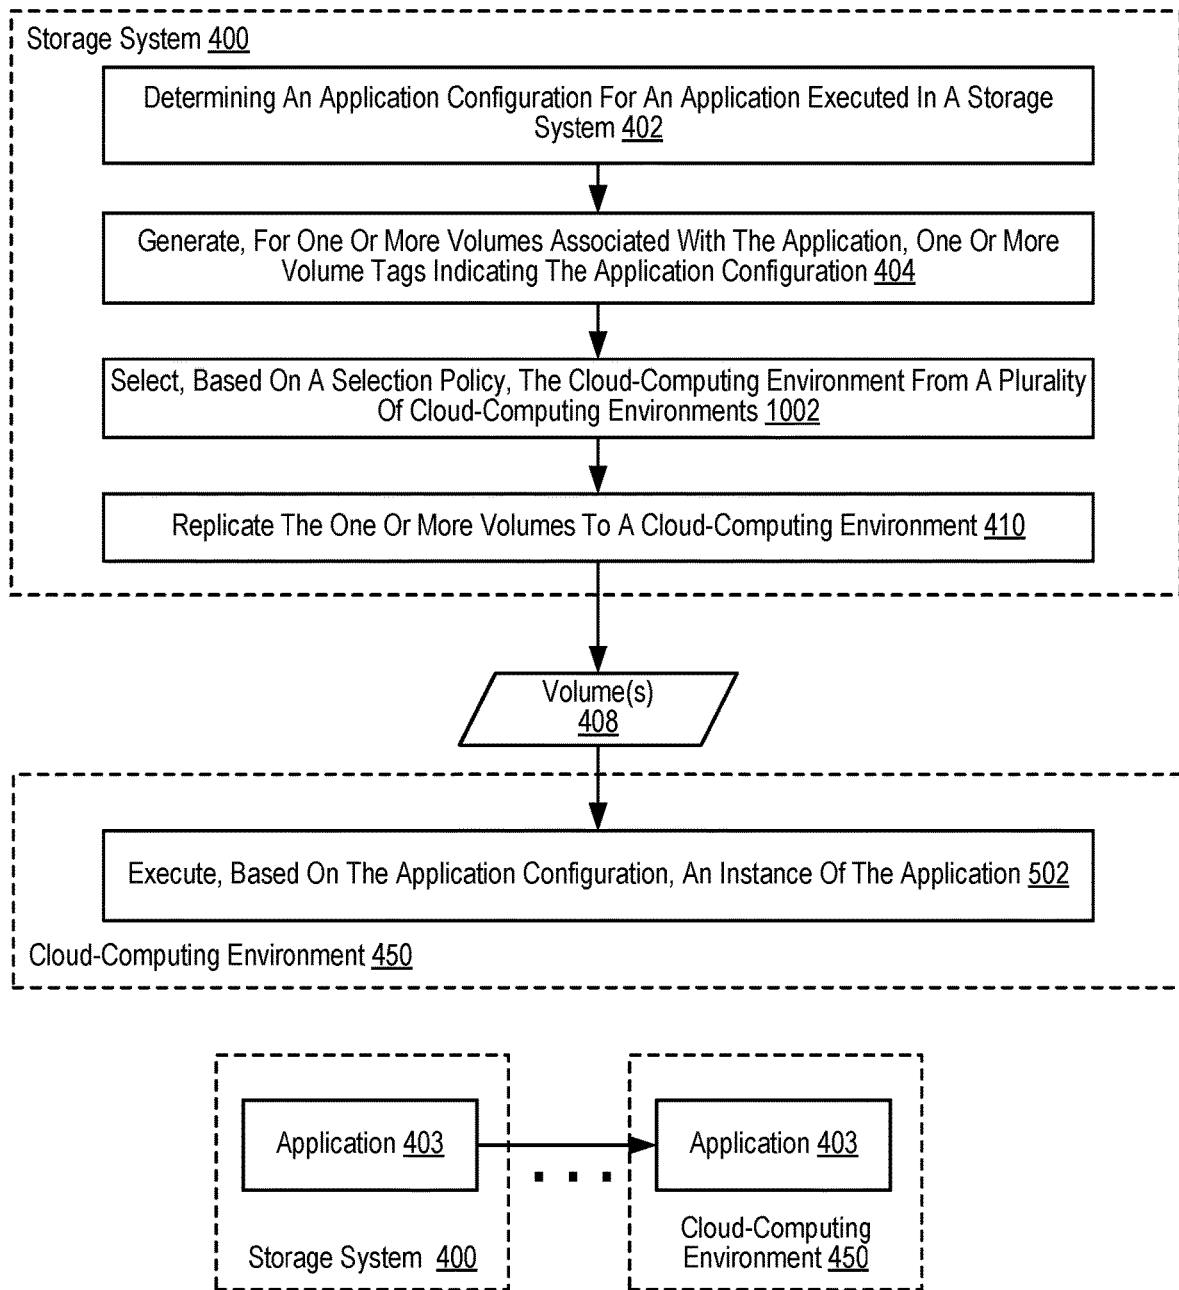 Storage System 400
Determining An Application Configuration For An Application Executed In A Storage
System 402
Generate, For One Or More Volumes Associated With The Application, One Or More
Volume Tags Indicating The Application Configuration 404
Select, Based On A Selection Policy, The Cloud-Computing Environment From A Plurality
Of Cloud-Computing Environments 1002
Replicate The One Or More Volumes To A Cloud-Computing Environment 410
Volume(s)
408
Execute, Based On The Application Configuration, An Instance Of The Application 502
Cloud-Computing Environment 450
Application 403
Application 403
Storage System 400
Cloud-Computing
Environment 450